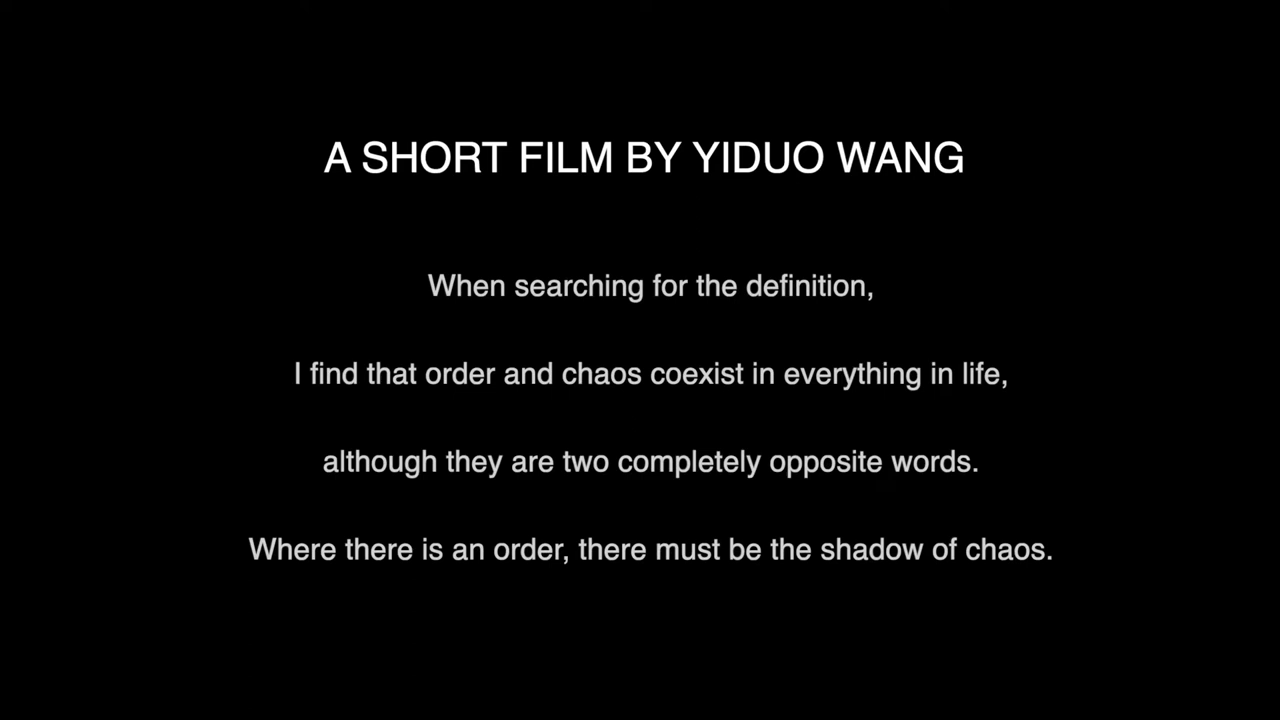 A SHORT FILM BY YIDUO WANG
When searching for the definition,
I find that order and chaos coexist in everything in life,
although they are two completely opposite words.
Where there is an order, there must be the shadow of chaos.